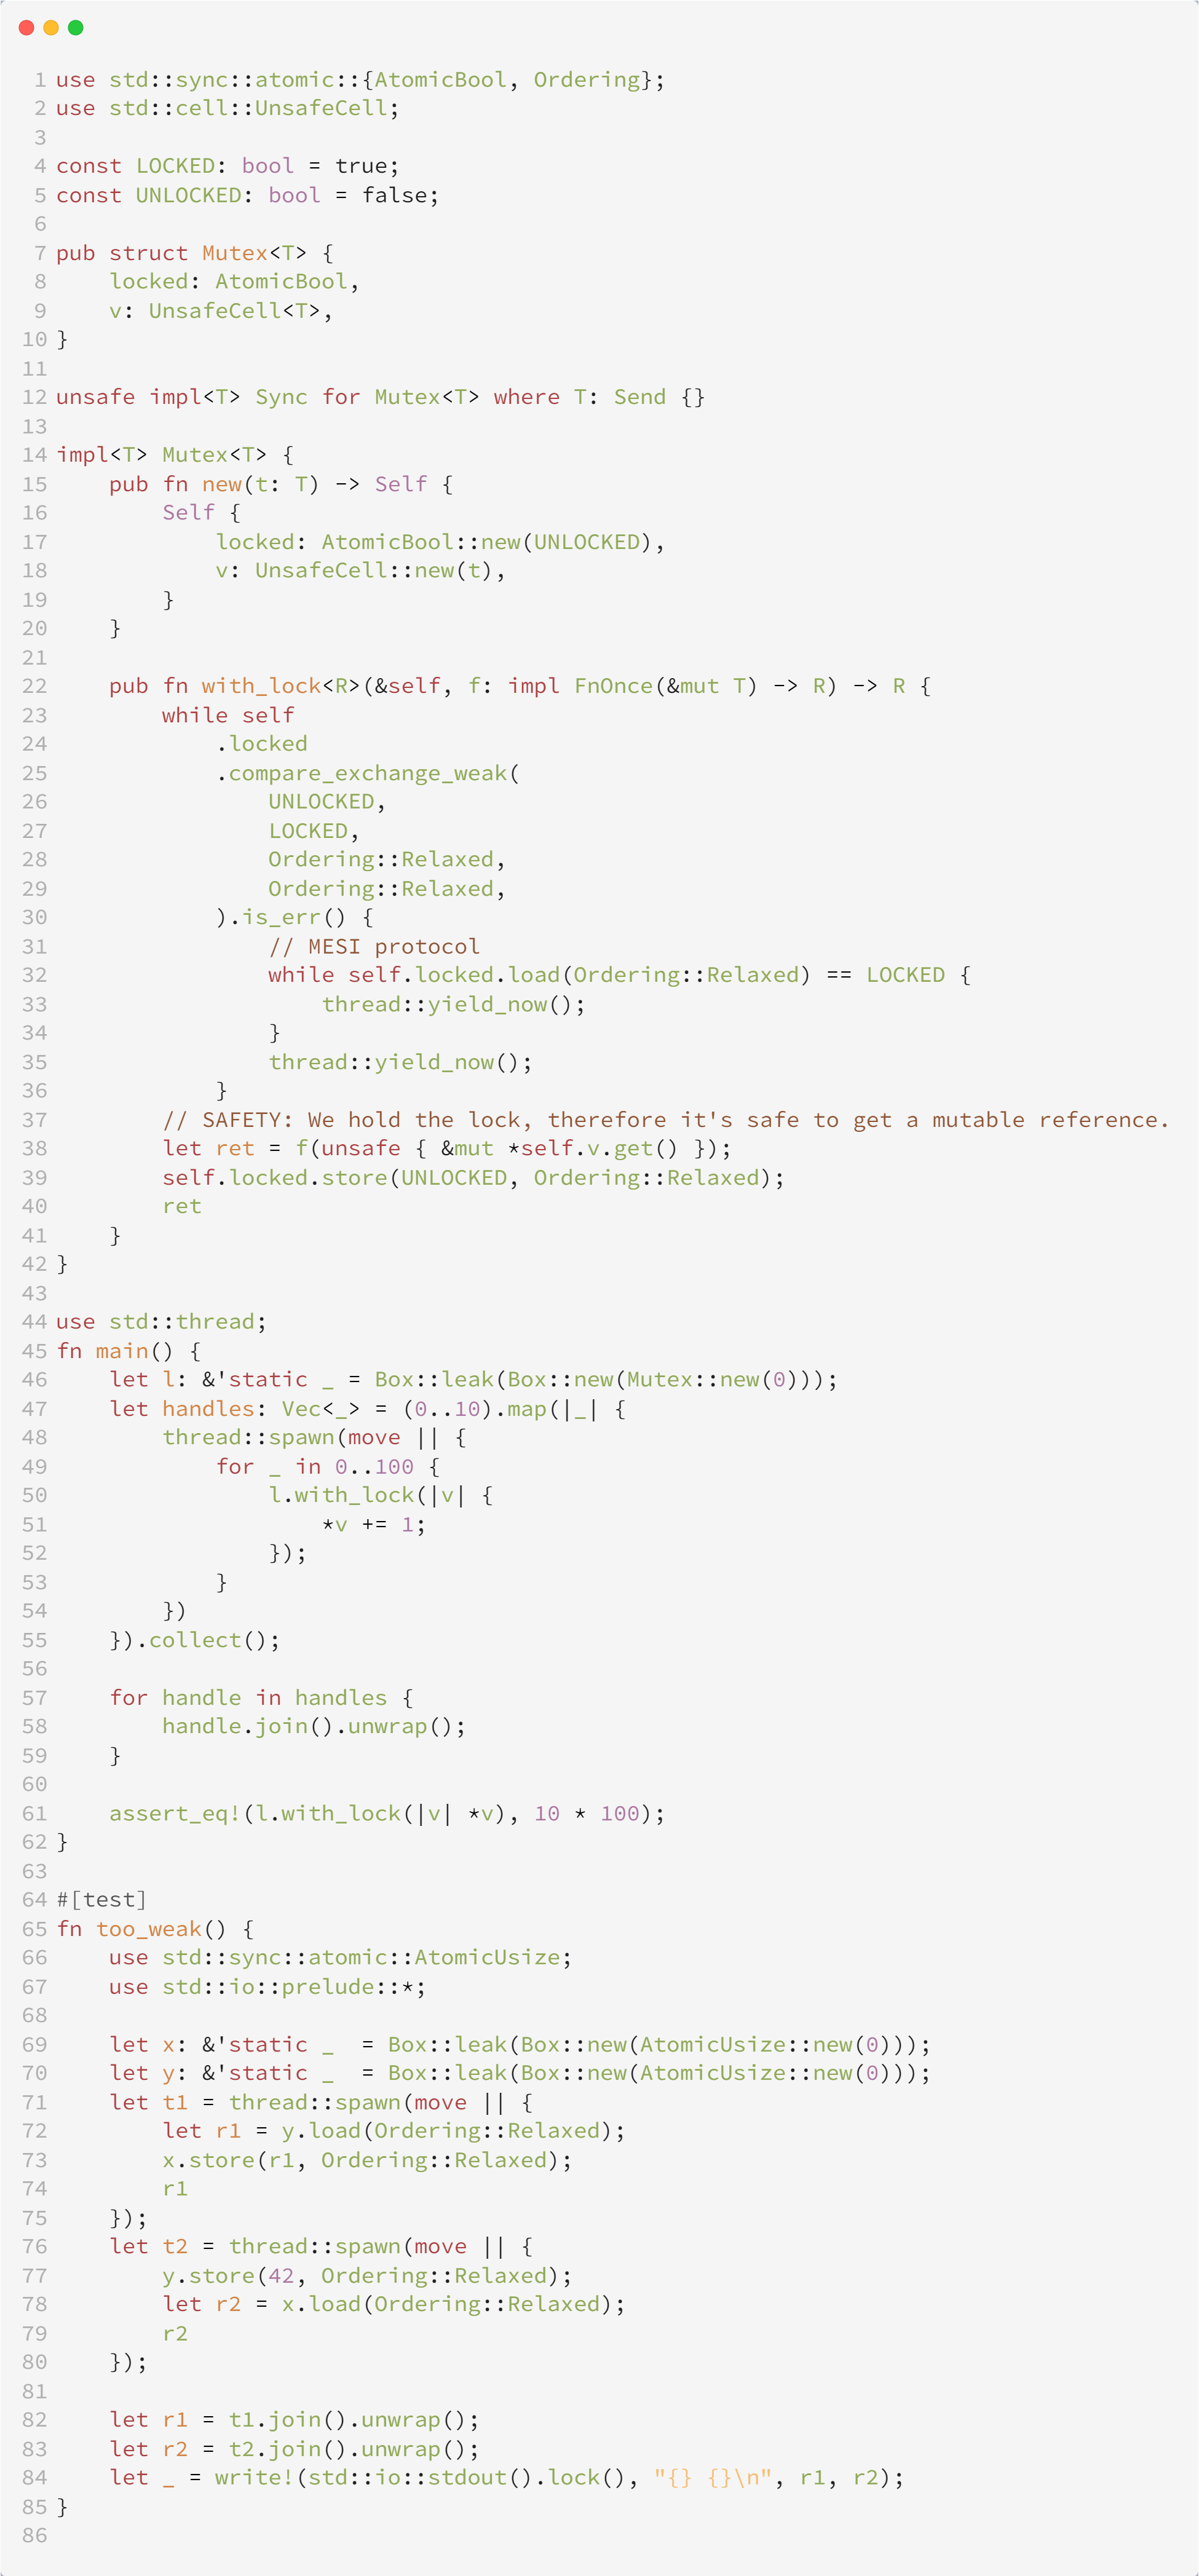 1 use std::sync::atomic::{AtomicBool, Ordering};
2 use std::cell::UnsafeCell;
3
4 const LOCKED: bool = true;
5 const UNLOCKED: bool = false;
6
7 pub struct Mutex<T> {
8     locked: AtomicBool,
9     v: UnsafeCell<T>,
10 }
11
12 unsafe impl<T> Sync for Mutex<T> where T: Send {}
13
14 impl<T> Mutex<T> {
15     pub fn new(t: T) -> Self {
16         Self {
17             locked: AtomicBool::new(UNLOCKED),
18             v: UnsafeCell::new(t),
19         }
20     }
21
22     pub fn with_lock<R>(&self, f: impl FnOnce(&mut T) -> R) -> R {
23         while self
24             .locked
25             .compare_exchange_weak(
26                 UNLOCKED,
27                 LOCKED,
28                 Ordering::Relaxed,
29                 Ordering::Relaxed,
30             ).is_err() {
31                 // MESI protocol
32                 while self.locked.load(Ordering::Relaxed) == LOCKED {
33                     thread::yield_now();
34                 }
35                 thread::yield_now();
36             }
37         // SAFETY: We hold the lock, therefore it's safe to get a mutable reference.
38         let ret = f(unsafe { &mut *self.v.get() });
39         self.locked.store(UNLOCKED, Ordering::Relaxed);
40         ret
41     }
42 }
43
44 use std::thread;
45 fn main() {
46     let l: &'static _ = Box::leak(Box::new(Mutex::new(0)));
47     let handles: Vec<_> = (0..10).map(|_| {
48         thread::spawn(move || {
49             for _ in 0..100 {
50                 l.with_lock(|v| {
51                     *v += 1;
52                 });
53             }
54         })
55     }).collect();
56
57     for handle in handles {
58         handle.join().unwrap();
59     }
60
61     assert_eq!(l.with_lock(|v| *v), 10 * 100);
62 }
63
64 #[test]
65 fn too_weak() {
66     use std::sync::atomic::AtomicUsize;
67     use std::io::prelude::*;
68
69     let x: &'static _  = Box::leak(Box::new(AtomicUsize::new(0)));
70     let y: &'static _  = Box::leak(Box::new(AtomicUsize::new(0)));
71     let t1 = thread::spawn(move || {
72         let r1 = y.load(Ordering::Relaxed);
73         x.store(r1, Ordering::Relaxed);
74         r1
75     });
76     let t2 = thread::spawn(move || {
77         y.store(42, Ordering::Relaxed);
78         let r2 = x.load(Ordering::Relaxed);
79         r2
80     });
81
82     let r1 = t1.join().unwrap();
83     let r2 = t2.join().unwrap();
84     let _ = write!(std::io::stdout().lock(), "{} {}\n", r1, r2);
85 }
86